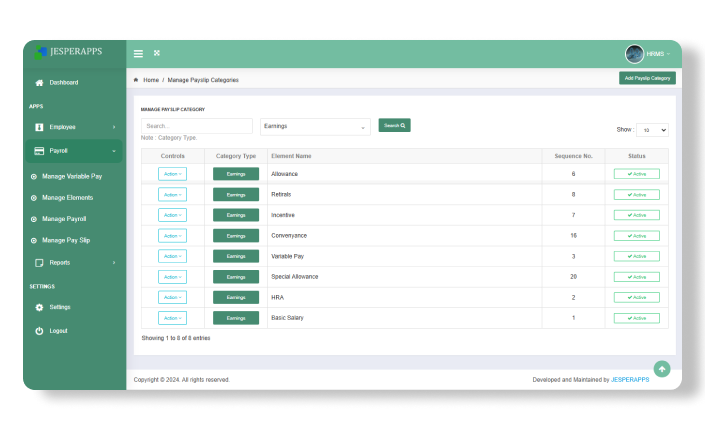 JESPERAPPS
HRMS
Dashboard
Home / Manage Payslip Categories
Add Payslip Category
APPS
MANAGE PAYSLIP CATEGORY
Employee
Search...
Earnings
Search
Show : 10
Note : Category Type.
Payroll
Controls Category Type Element Name Sequence No. Status
Manage Variable Pay
Action Earnings Allowance 6 Active
Manage Elements
Action Earnings Retirals 8 Active
Manage Payroll
Action Earnings Incentive 7 Active
Manage Pay Slip
Action Earnings Convenyance 16 Active
Reports
Action Earnings Variable Pay 3 Active
Action Earnings Special Allowance 20 Active
SETTINGS
Action Earnings HRA 2 Active
Settings
Action Earnings Basic Salary 1 Active
Logout
Showing 1 to 8 of 8 entries
Copyright © 2024. All rights reserved.
Developed and Maintained by JESPERAPPS